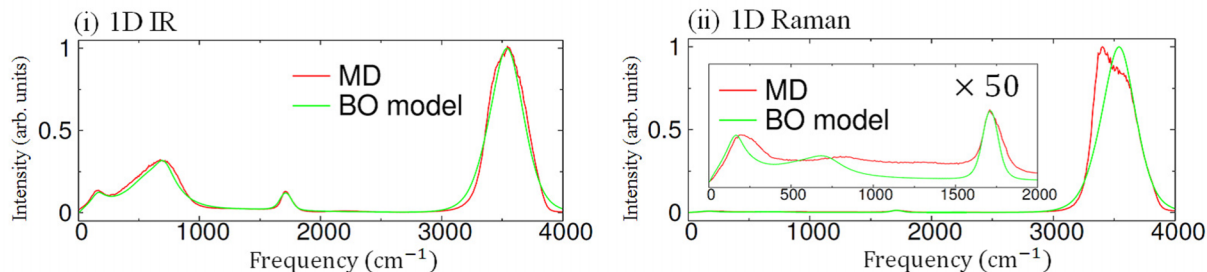 (i) 1D IR
Intensity (arb. units)
1
0.5
0
MD
BO model
0 1000 2000 3000 4000
Frequency (cm⁻¹)
(ii) 1D Raman
Intensity (arb. units)
1
0.5
0
MD
BO model
× 50
0 500 1000 1500 2000
0 1000 2000 3000 4000
Frequency (cm⁻¹)